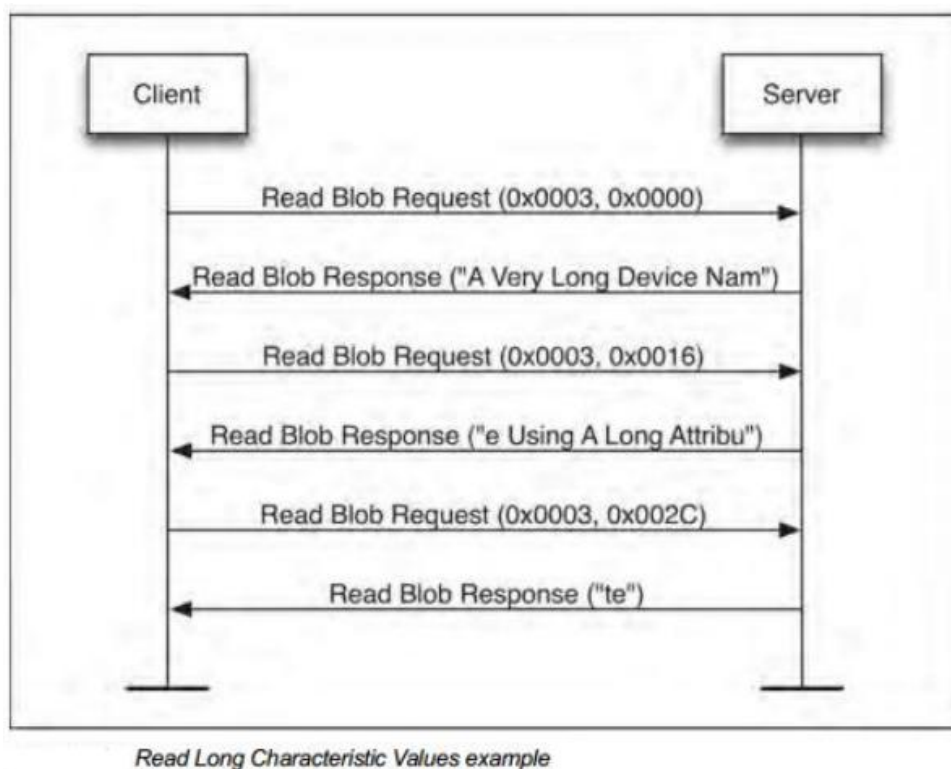 Client
Server
Read Blob Request (0x0003, 0x0000)
Read Blob Response ("A Very Long Device Nam")
Read Blob Request (0x0003, 0x0016)
Read Blob Response ("e Using A Long Attribu")
Read Blob Request (0x0003, 0x002C)
Read Blob Response ("te")
Read Long Characteristic Values example